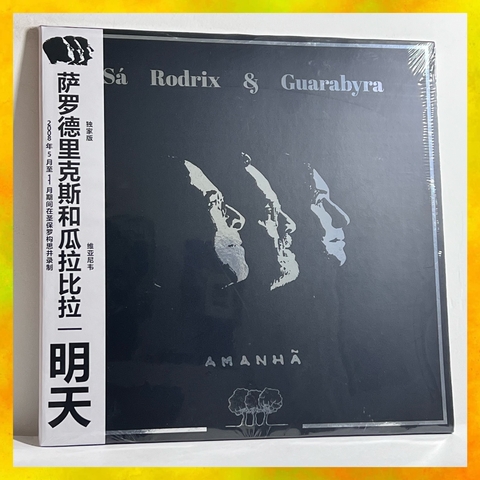 Sá Rodrix & Guarabyra
AMANHÃ
萨罗德里克斯和瓜拉比拉
明天
独家版
维亚尼韦
2008年5月至11月期间在圣保罗构思并录制